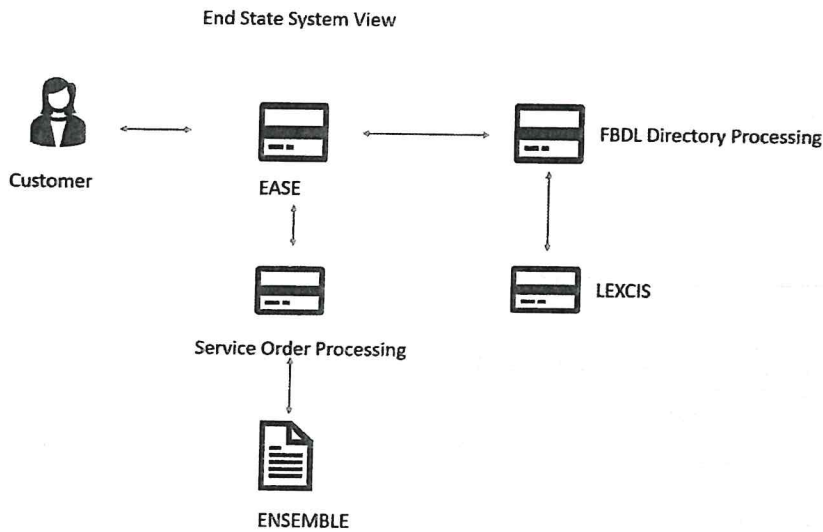 End State System View
Customer
EASE
FBDL Directory Processing
Service Order Processing
LEXCIS
ENSEMBLE